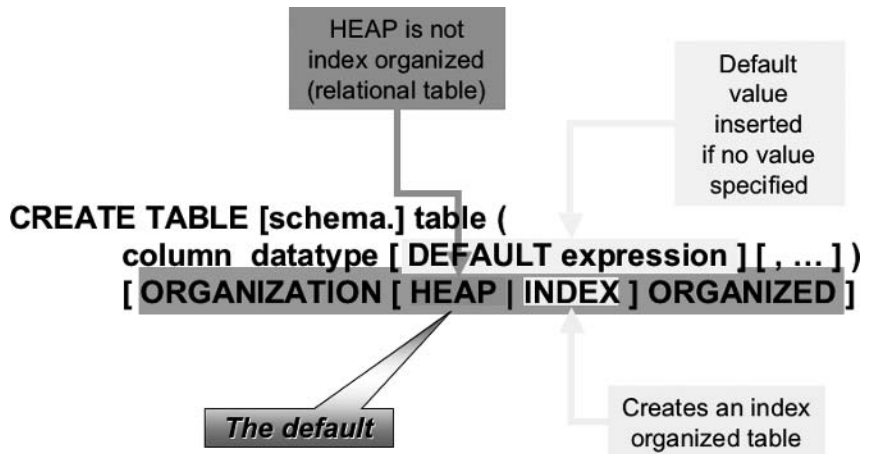 HEAP is not
index organized
(relational table)
Default
value
inserted
if no value
specified
CREATE TABLE [schema.] table (
column datatype [ DEFAULT expression ] [ , … ] )
[ ORGANIZATION [ HEAP | INDEX ] ORGANIZED ]
The default
Creates an index
organized table